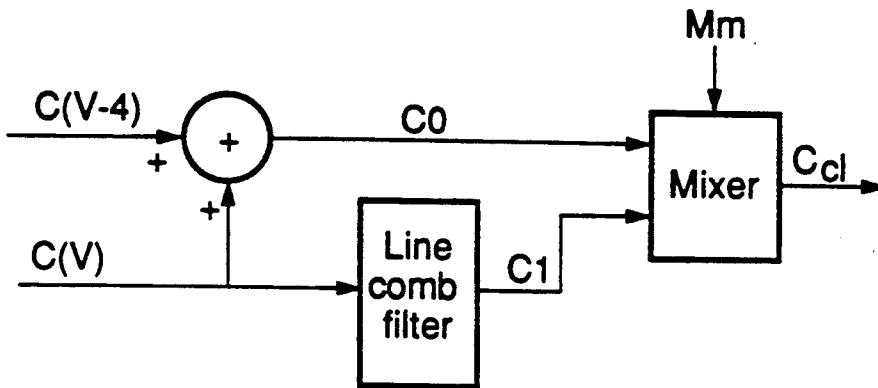 Mm
C(V-4)
+
+
C0
Mixer
Ccl
+
C(V)
Line
comb
filter
C1